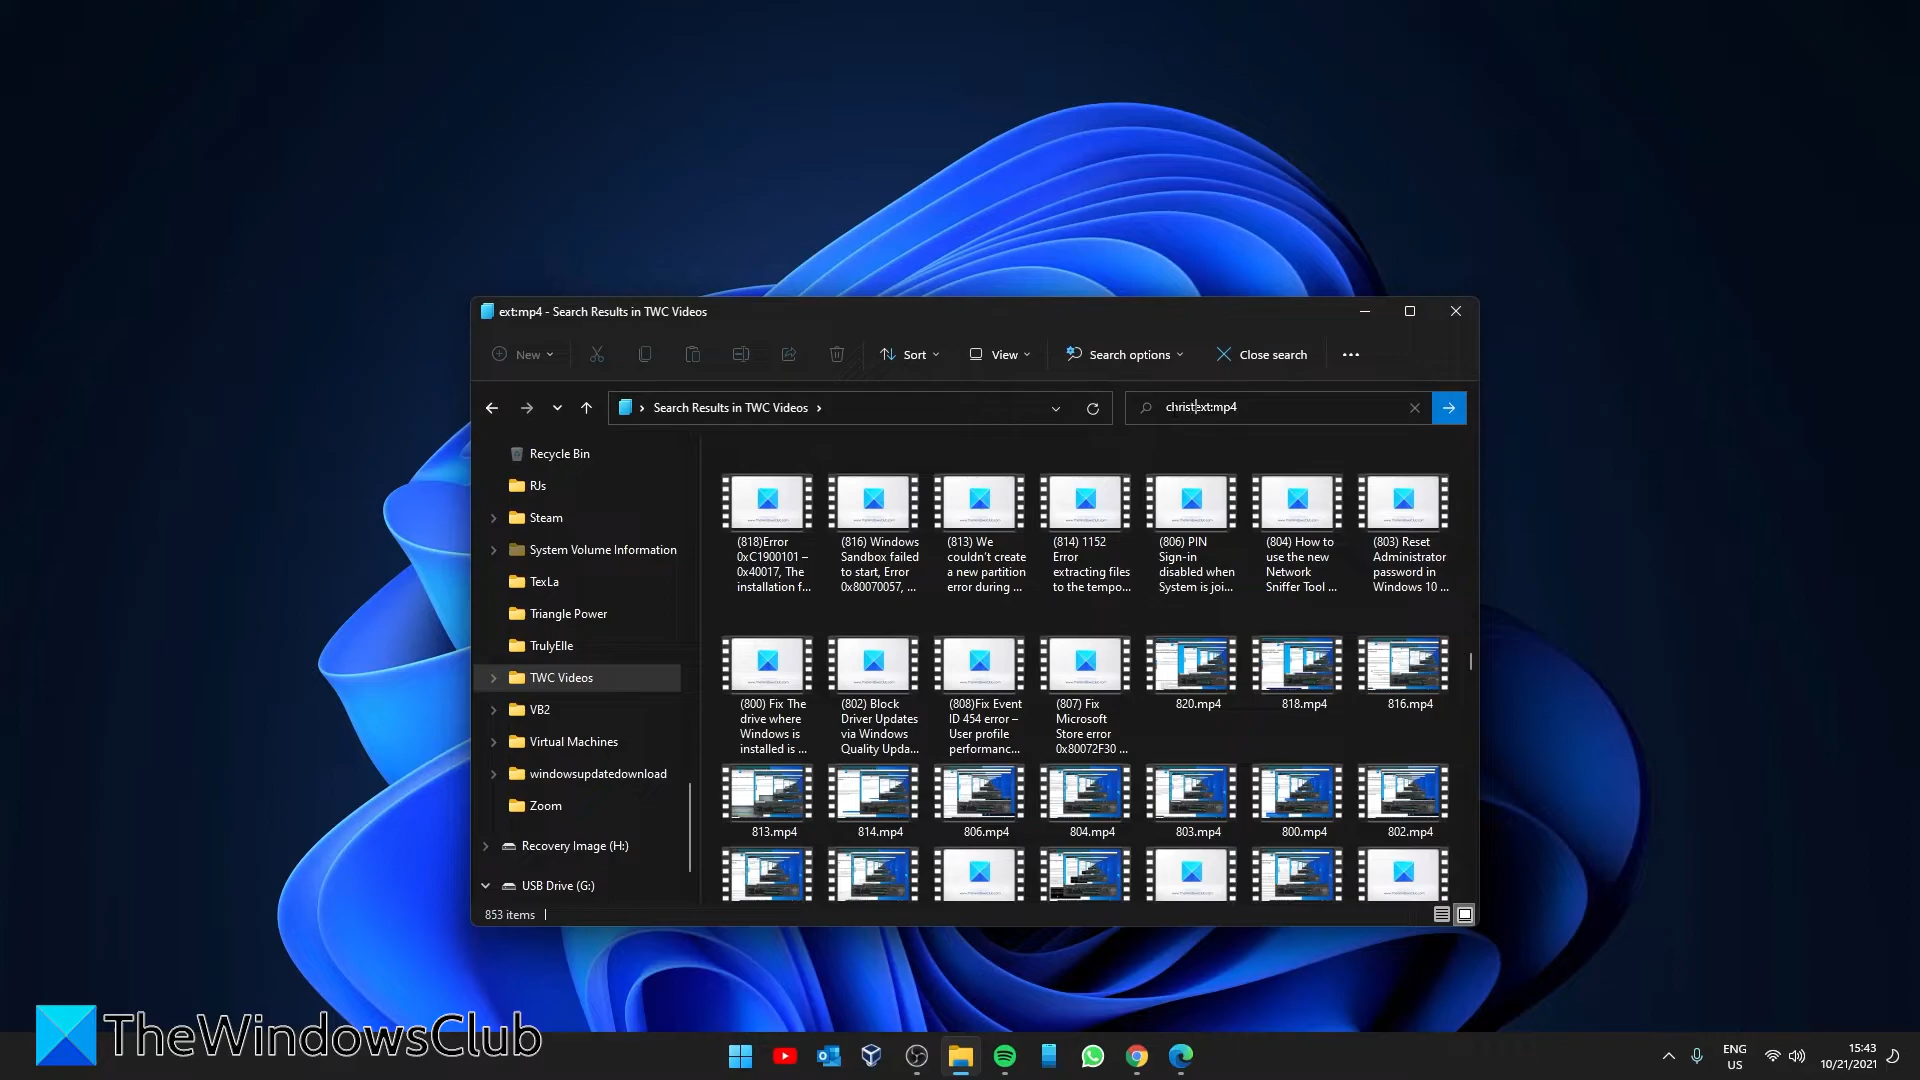 ext:mp4 - Search Results in TWC Videos
New
Sort
View
Search options
Close search
Search Results in TWC Videos
christext:mp4
Recycle Bin
RJs
Steam
System Volume Information
TexLa
Triangle Power
TrulyElle
TWC Videos
VB2
Virtual Machines
windowsupdatedownload
Zoom
Recovery Image (H:)
USB Drive (G:)
(818)Error
0xC1900101 –
0x40017, The
installation f...
(816) Windows
Sandbox failed
to start, Error
0x80070057, ...
(813) We
couldn't create
a new partition
error during ...
(814) 1152
Error
extracting files
to the tempo...
(806) PIN
Sign-in
disabled when
System is joi...
(804) How to
use the new
Network
Sniffer Tool ...
(803) Reset
Administrator
password in
Windows 10 ...
(800) Fix The
drive where
Windows is
installed is ...
(802) Block
Driver Updates
via Windows
Quality Upda...
(808)Fix Event
ID 454 error –
User profile
performanc...
(807) Fix
Microsoft
Store error
0x80072F30 ...
820.mp4
818.mp4
816.mp4
813.mp4
814.mp4
806.mp4
804.mp4
803.mp4
800.mp4
802.mp4
853 items
TheWindowsClub
ENG
US
15:43
10/21/2021